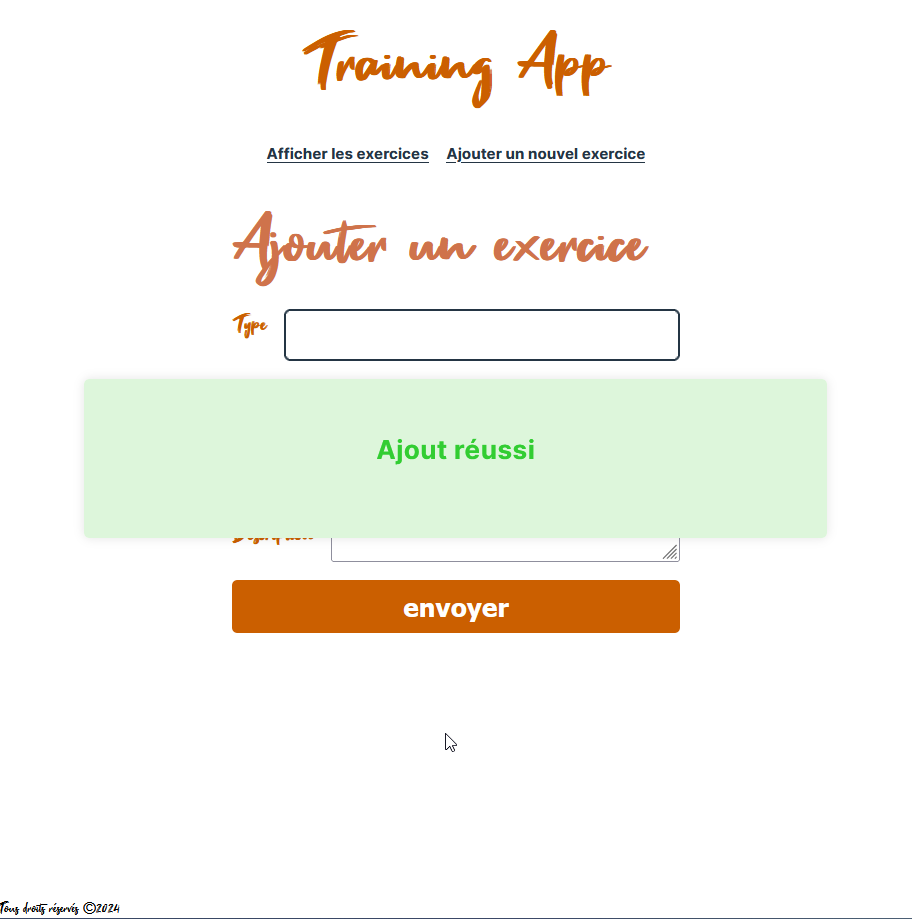 Training App
Afficher les exercices Ajouter un nouvel exercice
Ajouter un exercice
Type
Ajout réussi
envoyer
Tous droits réservés ©2024